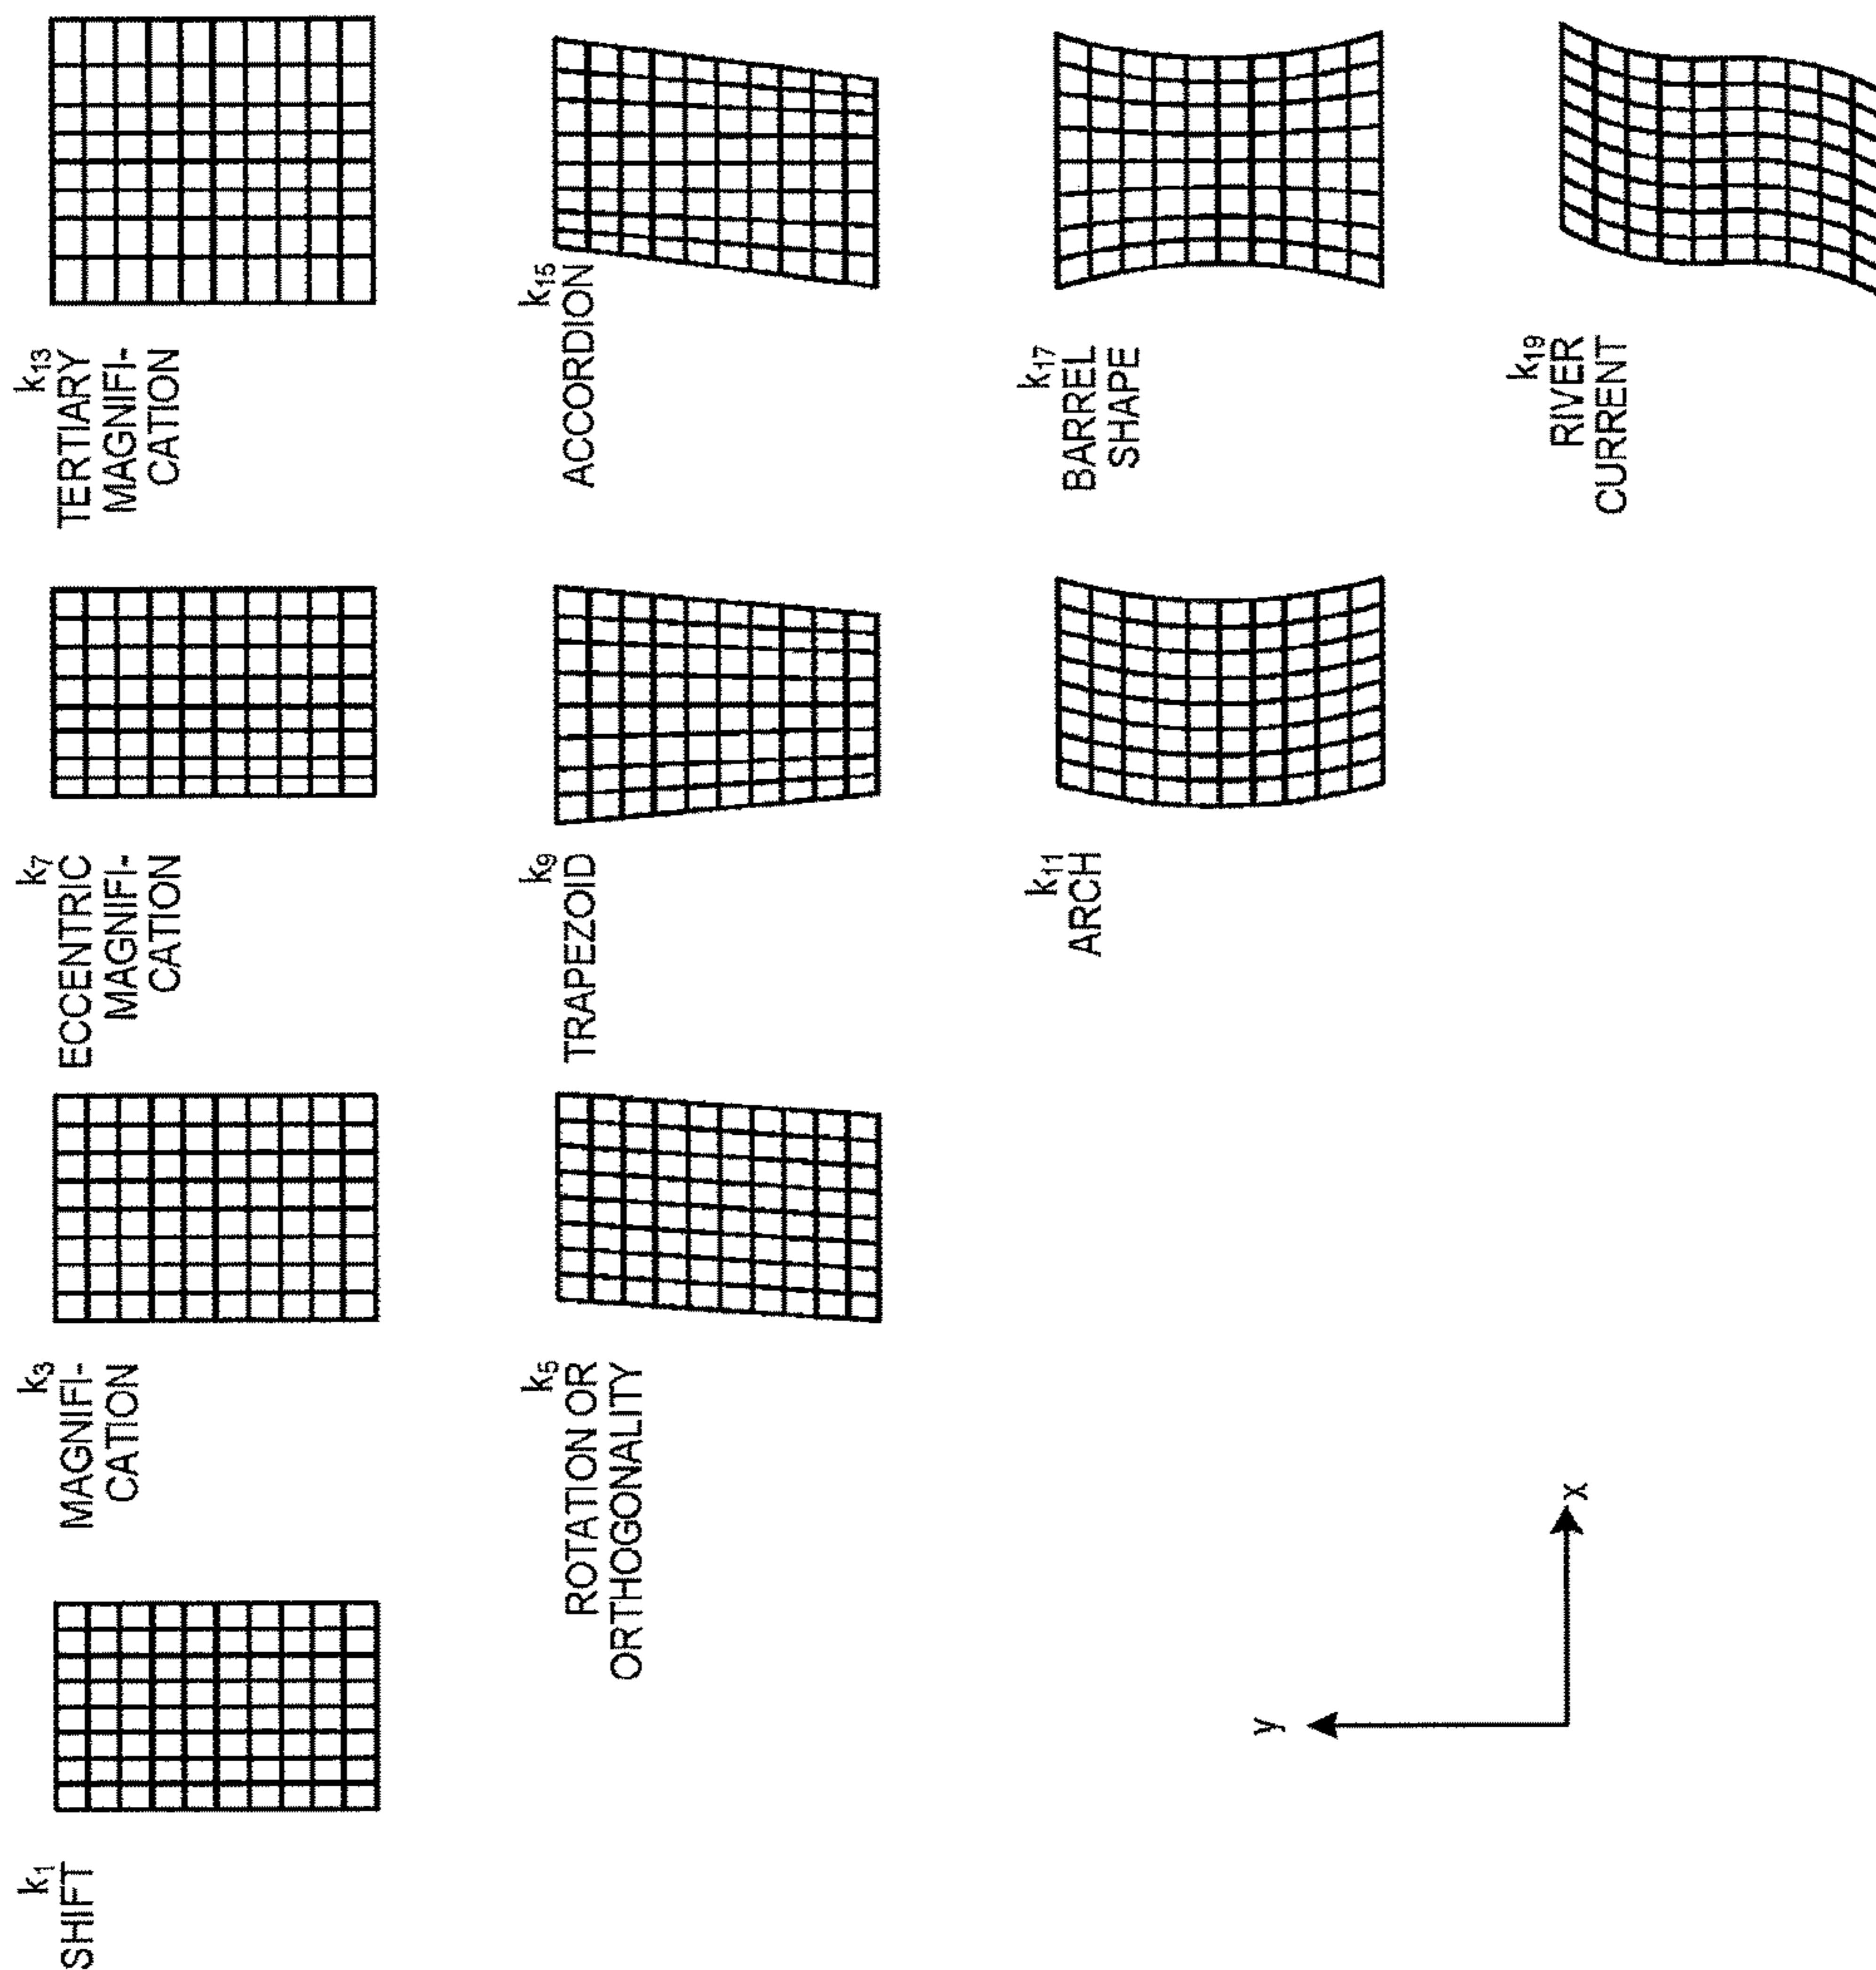 k1
SHIFT
k3
MAGNIFI-
CATION
k7
ECCENTRIC
MAGNIFI-
CATION
k13
TERTIARY
MAGNIFI-
CATION
k5
ROTATION OR
ORTHOGONALITY
k9
TRAPEZOID
k15
ACCORDION
k11
ARCH
k17
BARREL
SHAPE
k19
RIVER
CURRENT
y
x